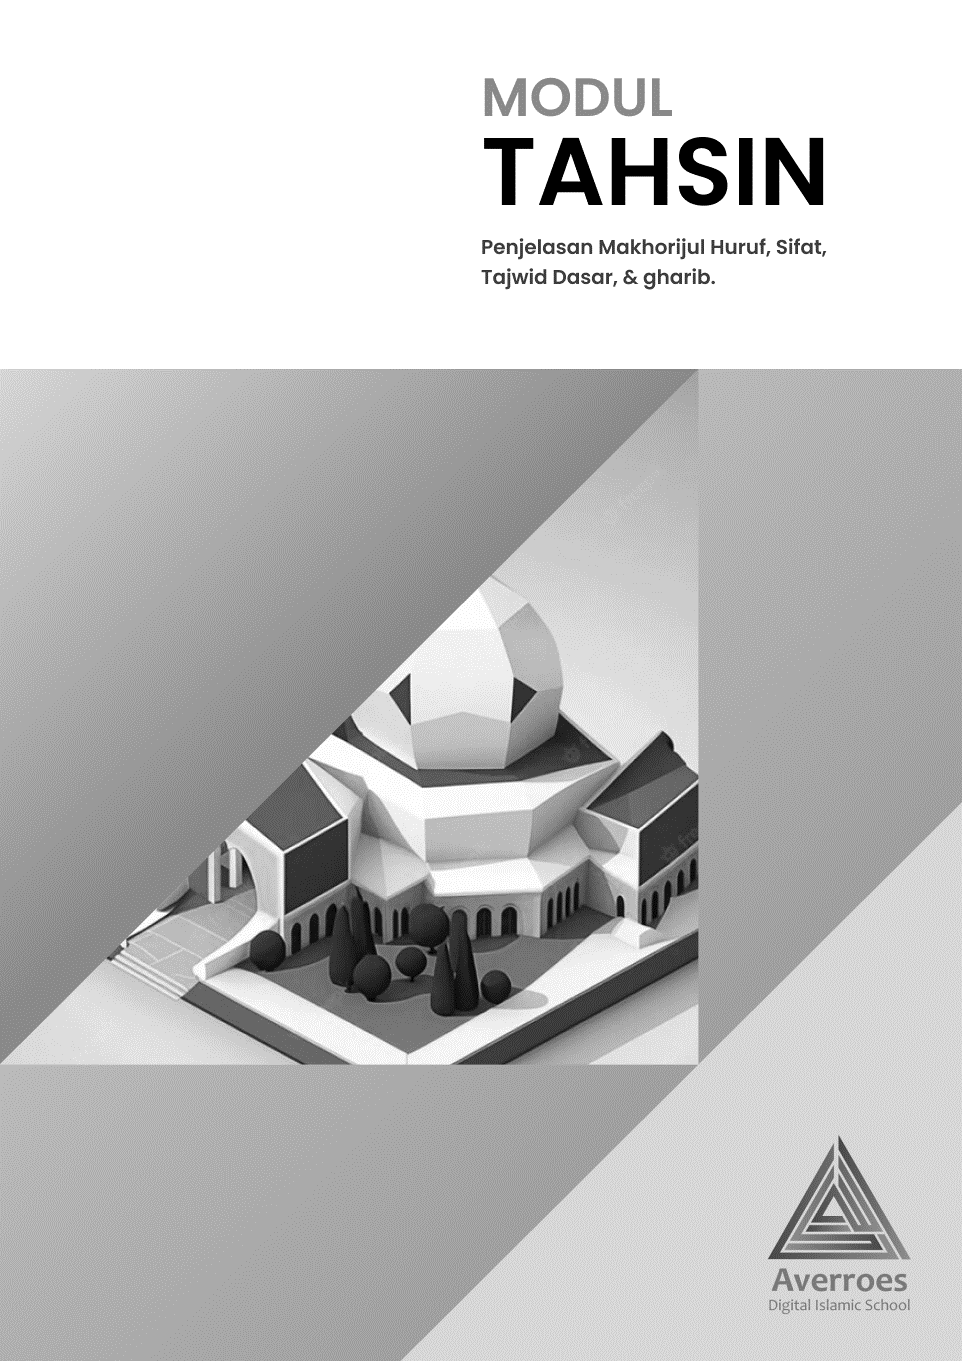 MODUL
TAHSIN
Penjelasan Makhorijul Huruf, Sifat,
Tajwid Dasar, & gharib.
Averroes
Digital Islamic School